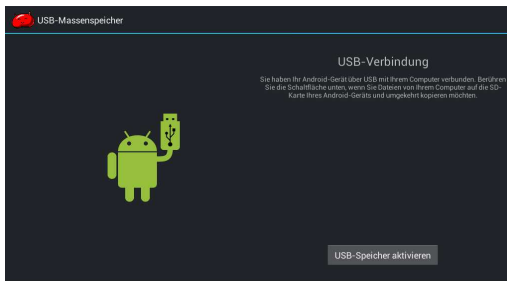 USB-Massenspeicher
USB-Verbindung
Sie haben Ihr Android-Gerät über USB mit Ihrem Computer verbunden. Berühren
Sie die Schaltfläche unten, wenn Sie Dateien von Ihrem Computer auf die SD-
Karte Ihres Android-Geräts und umgekehrt kopieren möchten.
USB-Speicher aktivieren